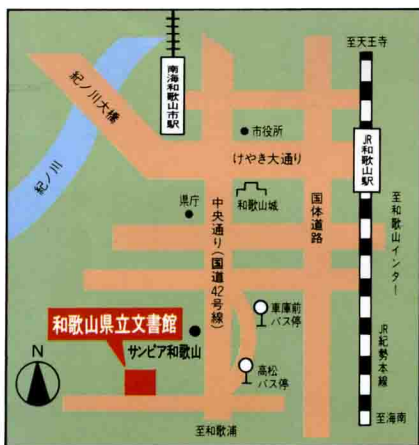 至天王寺
南海和歌山市駅
紀ノ川大橋
市役所
けやき大通り
JR和歌山駅
紀ノ川
県庁
和歌山城
中央通り(国道42号線)
国体道路
至和歌山インター
車庫前
バス停
和歌山県立文書館
サンピア和歌山
JR紀勢本線
高松
バス停
N
至和歌浦
至海南